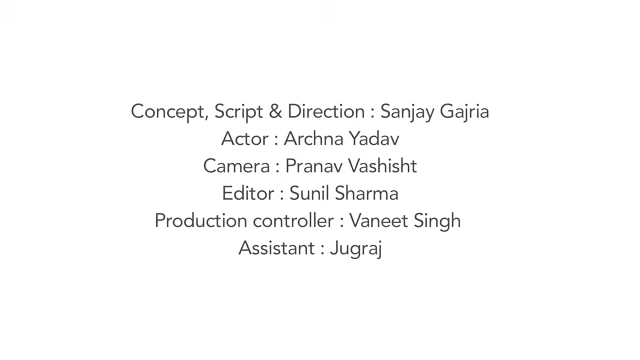 Concept, Script & Direction : Sanjay Gajria
Actor : Archna Yadav
Camera : Pranav Vashisht
Editor : Sunil Sharma
Production controller : Vaneet Singh
Assistant : Jugraj